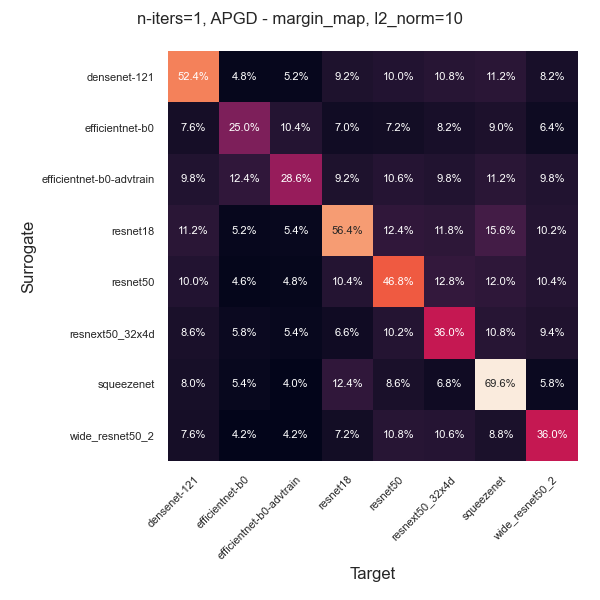 n-iters=1, APGD - margin_map, l2_norm=10
densenet-121 52.4% 4.8% 5.2% 9.2% 10.0% 10.8% 11.2% 8.2%
efficientnet-b0 7.6% 25.0% 10.4% 7.0% 7.2% 8.2% 9.0% 6.4%
efficientnet-b0-advtrain 9.8% 12.4% 28.6% 9.2% 10.6% 9.8% 11.2% 9.8%
resnet18 11.2% 5.2% 5.4% 56.4% 12.4% 11.8% 15.6% 10.2%
resnet50 10.0% 4.6% 4.8% 10.4% 46.8% 12.8% 12.0% 10.4%
resnext50_32x4d 8.6% 5.8% 5.4% 6.6% 10.2% 36.0% 10.8% 9.4%
squeezenet 8.0% 5.4% 4.0% 12.4% 8.6% 6.8% 69.6% 5.8%
wide_resnet50_2 7.6% 4.2% 4.2% 7.2% 10.8% 10.6% 8.8% 36.0%
Surrogate
densenet-121
efficientnet-b0
efficientnet-b0-advtrain
resnet18
resnet50
resnext50_32x4d
squeezenet
wide_resnet50_2
Target